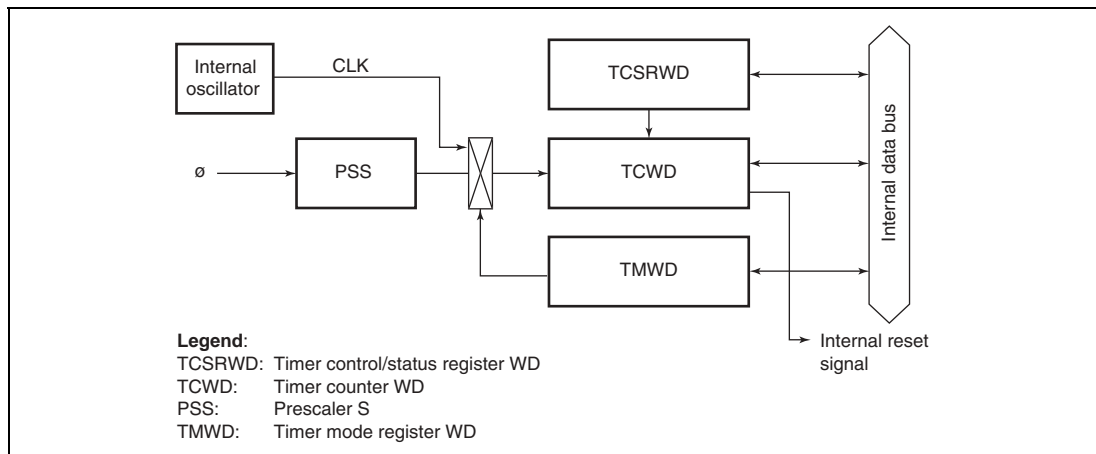 Internal
oscillator
CLK
TCSRWD
ø
PSS
TCWD
TMWD
Internal data bus
Internal reset
signal
Legend:
TCSRWD: Timer control/status register WD
TCWD: Timer counter WD
PSS: Prescaler S
TMWD: Timer mode register WD